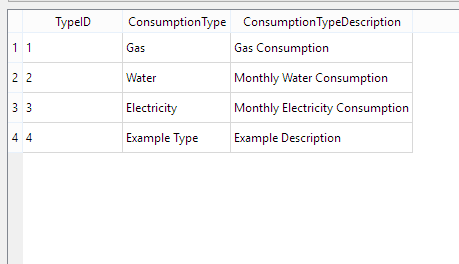 TypeID ConsumptionType ConsumptionTypeDescription
1 1 Gas Gas Consumption
2 2 Water Monthly Water Consumption
3 3 Electricity Monthly Electricity Consumption
4 4 Example Type Example Description